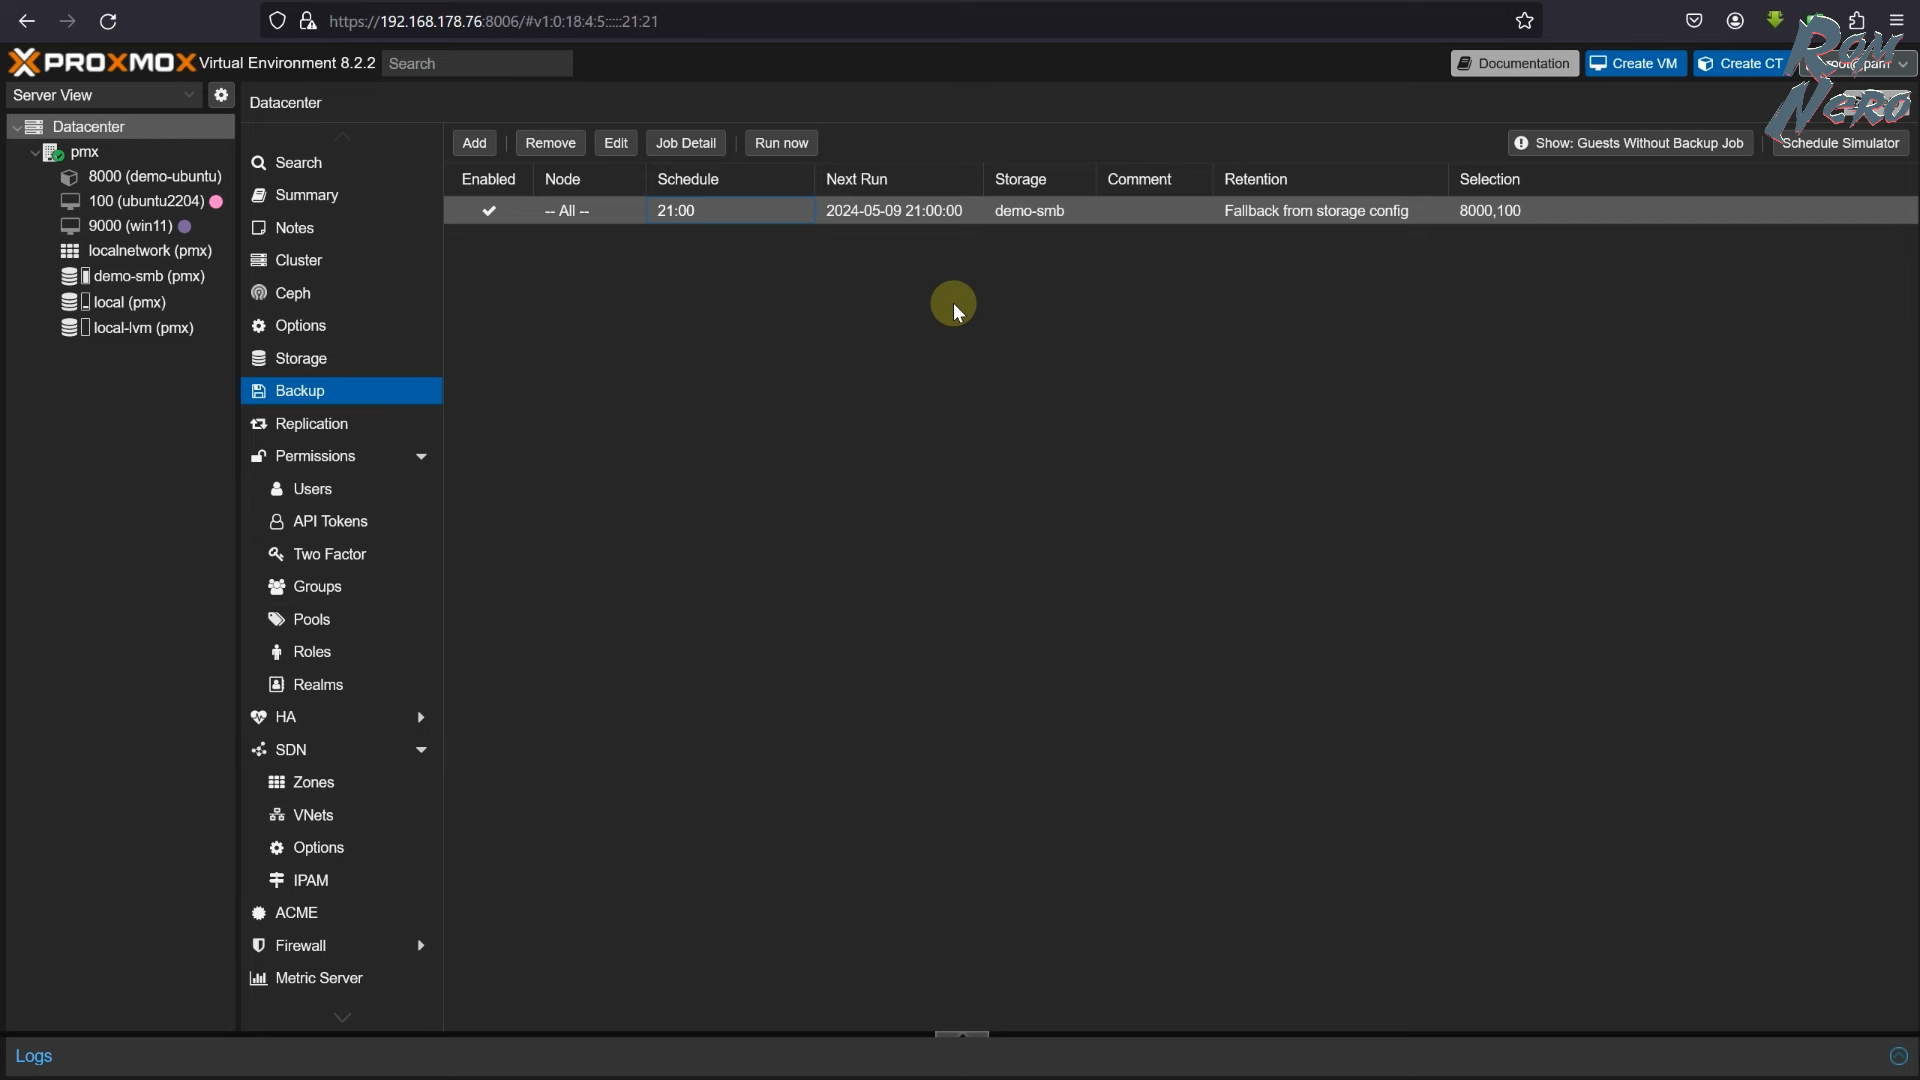 https://192.168.178.76:8006/#v1:0:18:4:5:::::21:21
PROXMOX Virtual Environment 8.2.2 Search Documentation Create VM Create CT
Rom Nero
Server View
Datacenter
pmx
8000 (demo-ubuntu)
100 (ubuntu2204)
9000 (win11)
localnetwork (pmx)
demo-smb (pmx)
local (pmx)
local-lvm (pmx)
Datacenter
Search
Summary
Notes
Cluster
Ceph
Options
Storage
Backup
Replication
Permissions
Users
API Tokens
Two Factor
Groups
Pools
Roles
Realms
HA
SDN
Zones
VNets
Options
IPAM
ACME
Firewall
Metric Server
Add Remove Edit Job Detail Run now Show: Guests Without Backup Job Schedule Simulator
Enabled Node Schedule Next Run Storage Comment Retention Selection
-- All -- 21:00 2024-05-09 21:00:00 demo-smb Fallback from storage config 8000,100
Logs